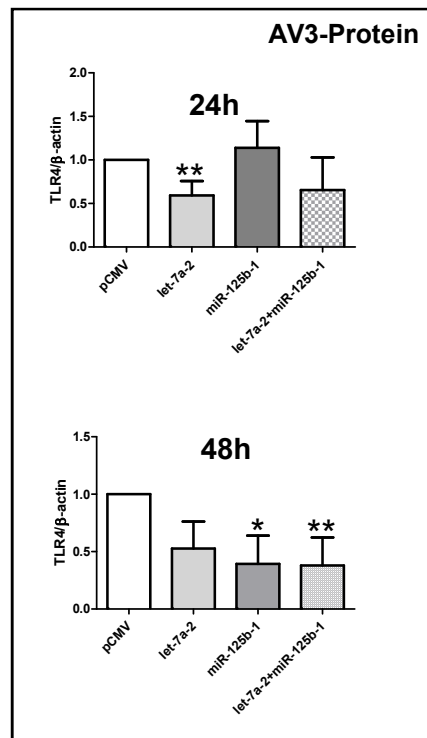 AV3-Protein
24h
TLR4/β-actin
2.0
1.5
1.0
0.5
0.0
**
pCMV
let-7a-2
miR-125b-1
let-7a-2+miR-125b-1
48h
TLR4/β-actin
1.5
1.0
0.5
0.0
*
**
pCMV
let-7a-2
miR-125b-1
let-7a-2+miR-125b-1